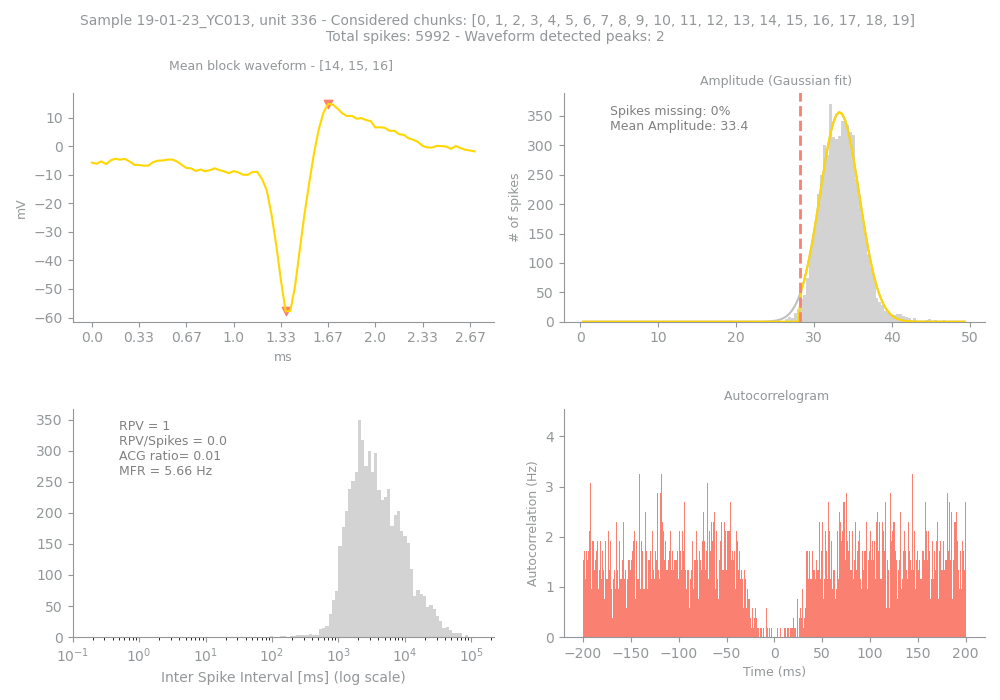 Sample 19-01-23_YC013, unit 336 - Considered chunks: [0, 1, 2, 3, 4, 5, 6, 7, 8, 9, 10, 11, 12, 13, 14, 15, 16, 17, 18, 19]
Total spikes: 5992 - Waveform detected peaks: 2
Mean block waveform - [14, 15, 16]
10
0
−10
−20
−30
−40
−50
−60
mV
0.0 0.33 0.67 1.0 1.33 1.67 2.0 2.33 2.67
ms
Amplitude (Gaussian fit)
Spikes missing: 0%
Mean Amplitude: 33.4
350
300
250
200
150
100
50
0
# of spikes
0 10 20 30 40 50
RPV = 1
RPV/Spikes = 0.0
ACG ratio= 0.01
MFR = 5.66 Hz
350
300
250
200
150
100
50
0
10⁻¹ 10⁰ 10¹ 10² 10³ 10⁴ 10⁵
Inter Spike Interval [ms] (log scale)
Autocorrelogram
4
3
2
1
0
Autocorrelation (Hz)
−200 −150 −100 −50 0 50 100 150 200
Time (ms)